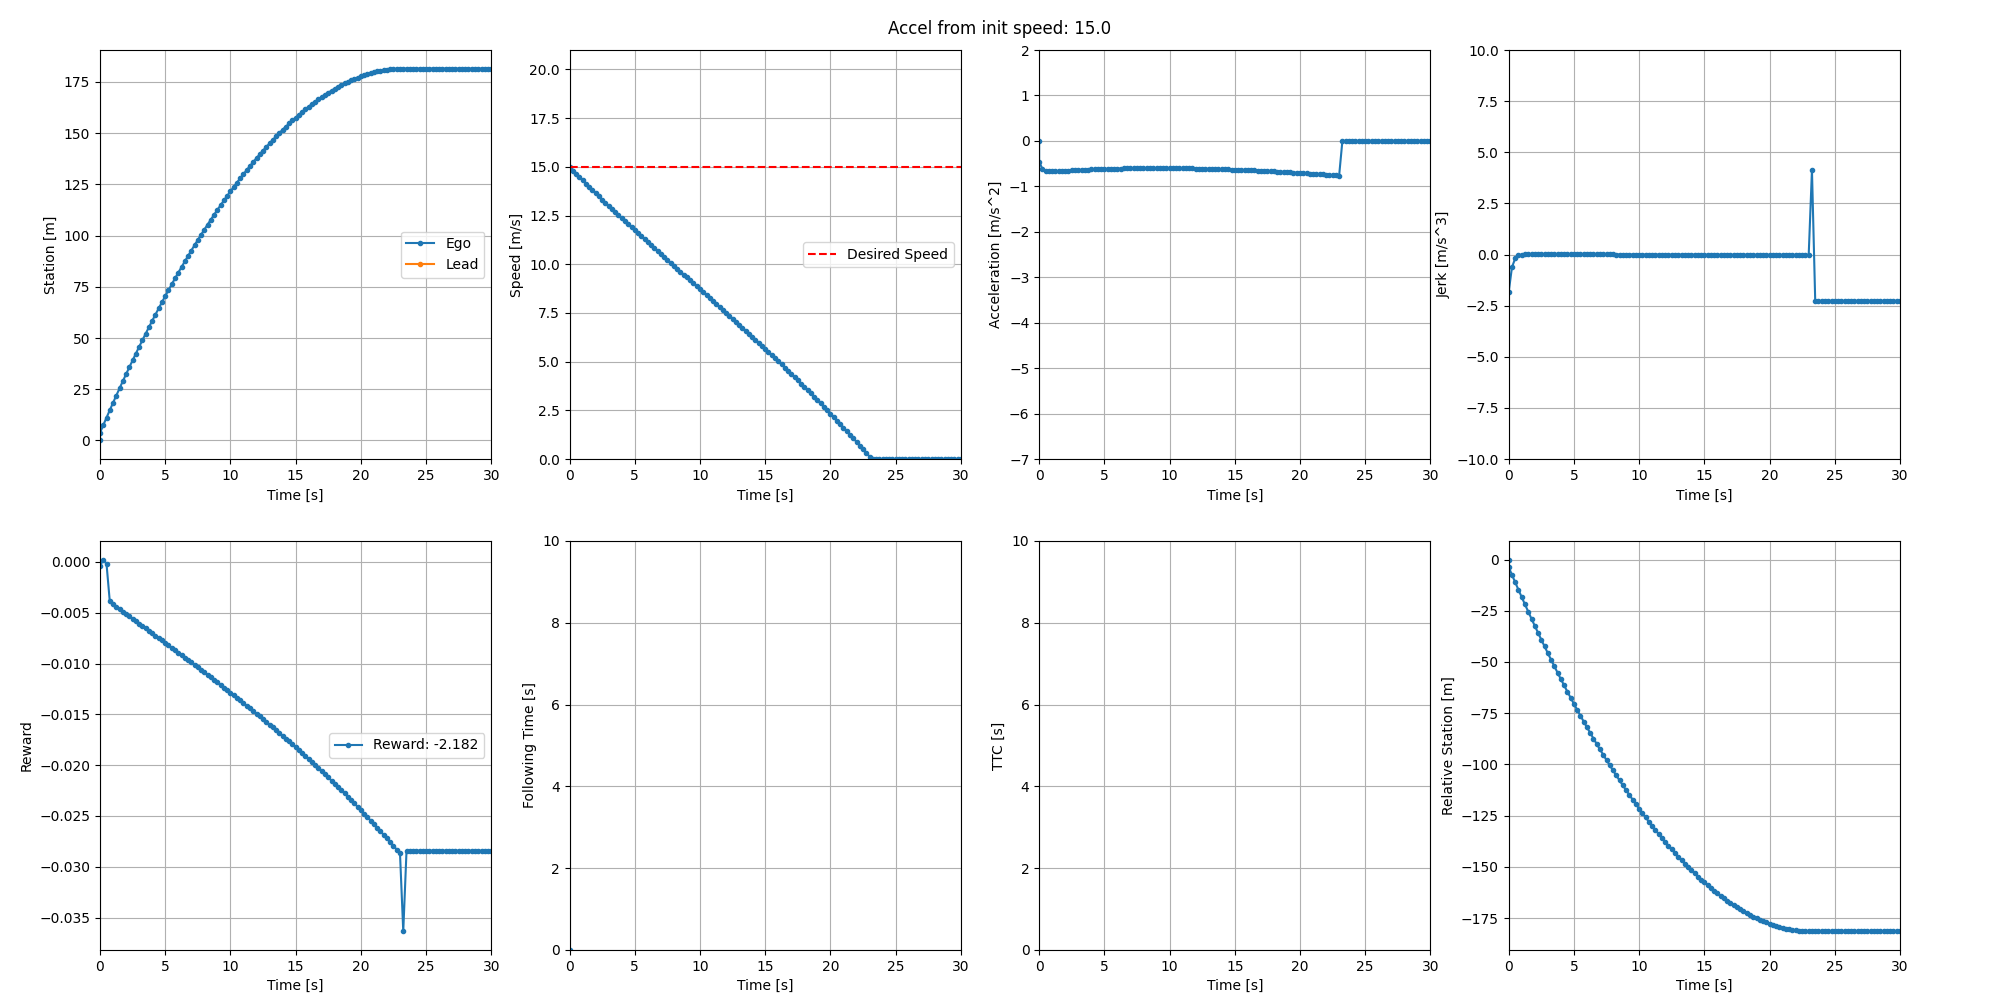 Accel from init speed: 15.0
Station [m]
175
150
125
100
75
50
25
0
Ego
Lead
0 5 10 15 20 25 30
Time [s]
Speed [m/s]
20.0
17.5
15.0
12.5
10.0
7.5
5.0
2.5
0.0
Desired Speed
0 5 10 15 20 25 30
Time [s]
Acceleration [m/s^2]
2
1
0
−1
−2
−3
−4
−5
−6
−7
0 5 10 15 20 25 30
Time [s]
Jerk [m/s^3]
10.0
7.5
5.0
2.5
0.0
−2.5
−5.0
−7.5
−10.0
0 5 10 15 20 25 30
Time [s]
Reward
0.000
−0.005
−0.010
−0.015
−0.020
−0.025
−0.030
−0.035
Reward: -2.182
0 5 10 15 20 25 30
Time [s]
Following Time [s]
10
8
6
4
2
0
0 5 10 15 20 25 30
Time [s]
TTC [s]
10
8
6
4
2
0
0 5 10 15 20 25 30
Time [s]
Relative Station [m]
0
−25
−50
−75
−100
−125
−150
−175
0 5 10 15 20 25 30
Time [s]